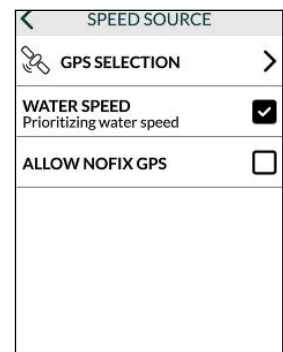 SPEED SOURCE
GPS SELECTION
WATER SPEED
Prioritizing water speed
ALLOW NOFIX GPS